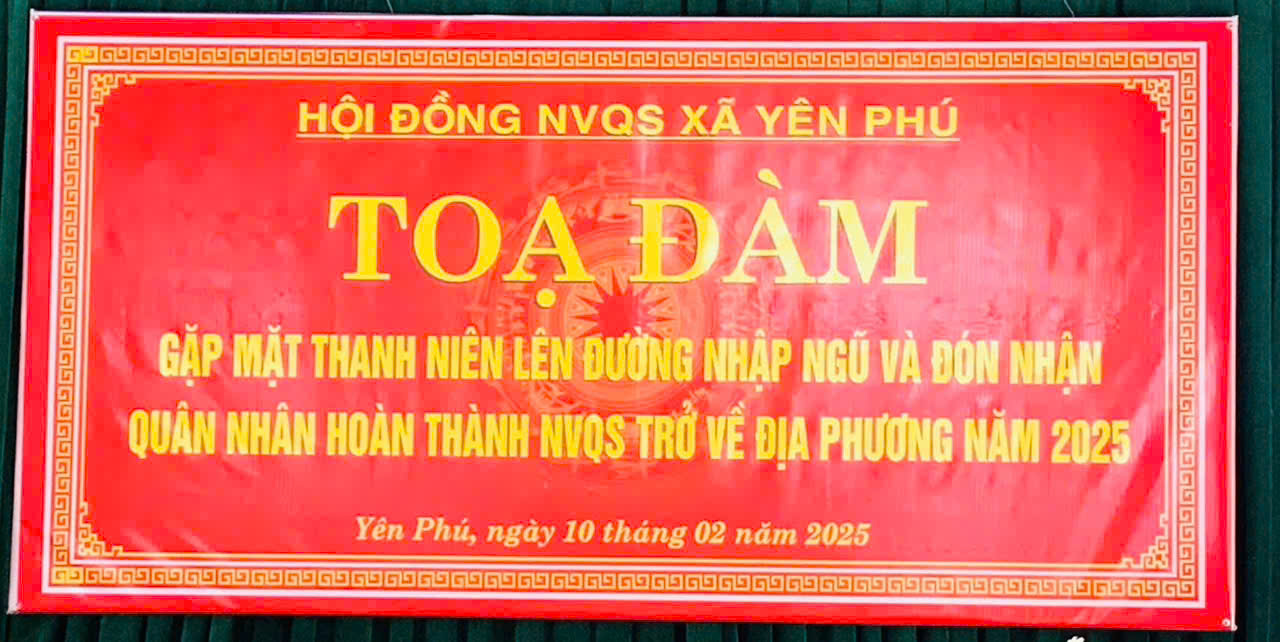 HỘI ĐỒNG NVQS XÃ YÊN PHÚ
TOẠ ĐÀM
GẶP MẶT THANH NIÊN LÊN ĐƯỜNG NHẬP NGŨ VÀ ĐÓN NHẬN
QUÂN NHÂN HOÀN THÀNH NVQS TRỞ VỀ ĐỊA PHƯƠNG NĂM 2025
Yên Phú, ngày 10 tháng 02 năm 2025